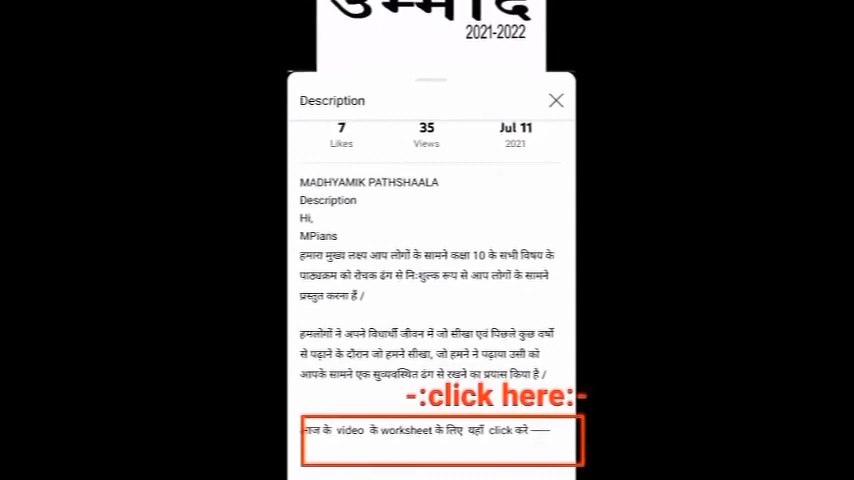 उम्मीद
2021-2022
Description
7 35 Jul 11
Likes Views 2021
MADHYAMIK PATHSHAALA
Description
Hi,
MPians
हमारा मुख्य लक्ष्य आप लोगों के सामने कक्षा 10 के सभी विषय के
पाठ्यक्रम को रोचक ढंग से निःशुल्क रूप से आप लोगों के सामने
प्रस्तुत करना हैं /
हमलोगों ने अपने विधार्थी जीवन में जो सीखा एवं पिछले कुछ वर्षो
से पढ़ाने के दौरान जो हमने सीखा, जो हमने ने पढ़ाया उसी को
आपके सामने एक सुव्यवस्थित ढंग से रखने का प्रयास किया है /
-:click here:-
आज के video के worksheet के लिए यहाँ click करे ——